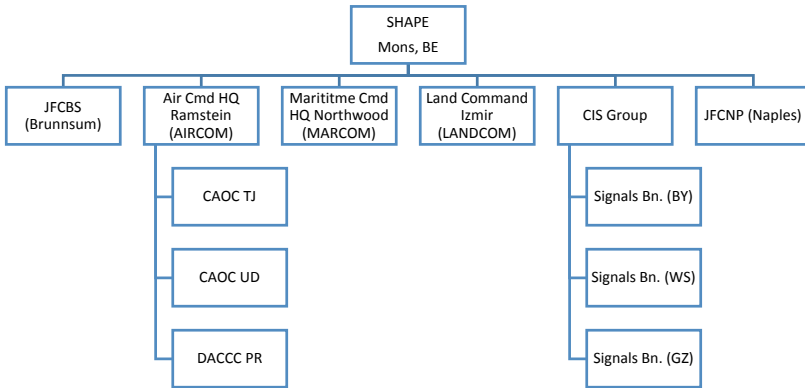 SHAPE
Mons, BE
JFCBS
(Brunnsum)
Air Cmd HQ
Ramstein
(AIRCOM)
Marititme Cmd
HQ Northwood
(MARCOM)
Land Command
Izmir
(LANDCOM)
CIS Group
JFCNP (Naples)
CAOC TJ
Signals Bn. (BY)
CAOC UD
Signals Bn. (WS)
DACCC PR
Signals Bn. (GZ)